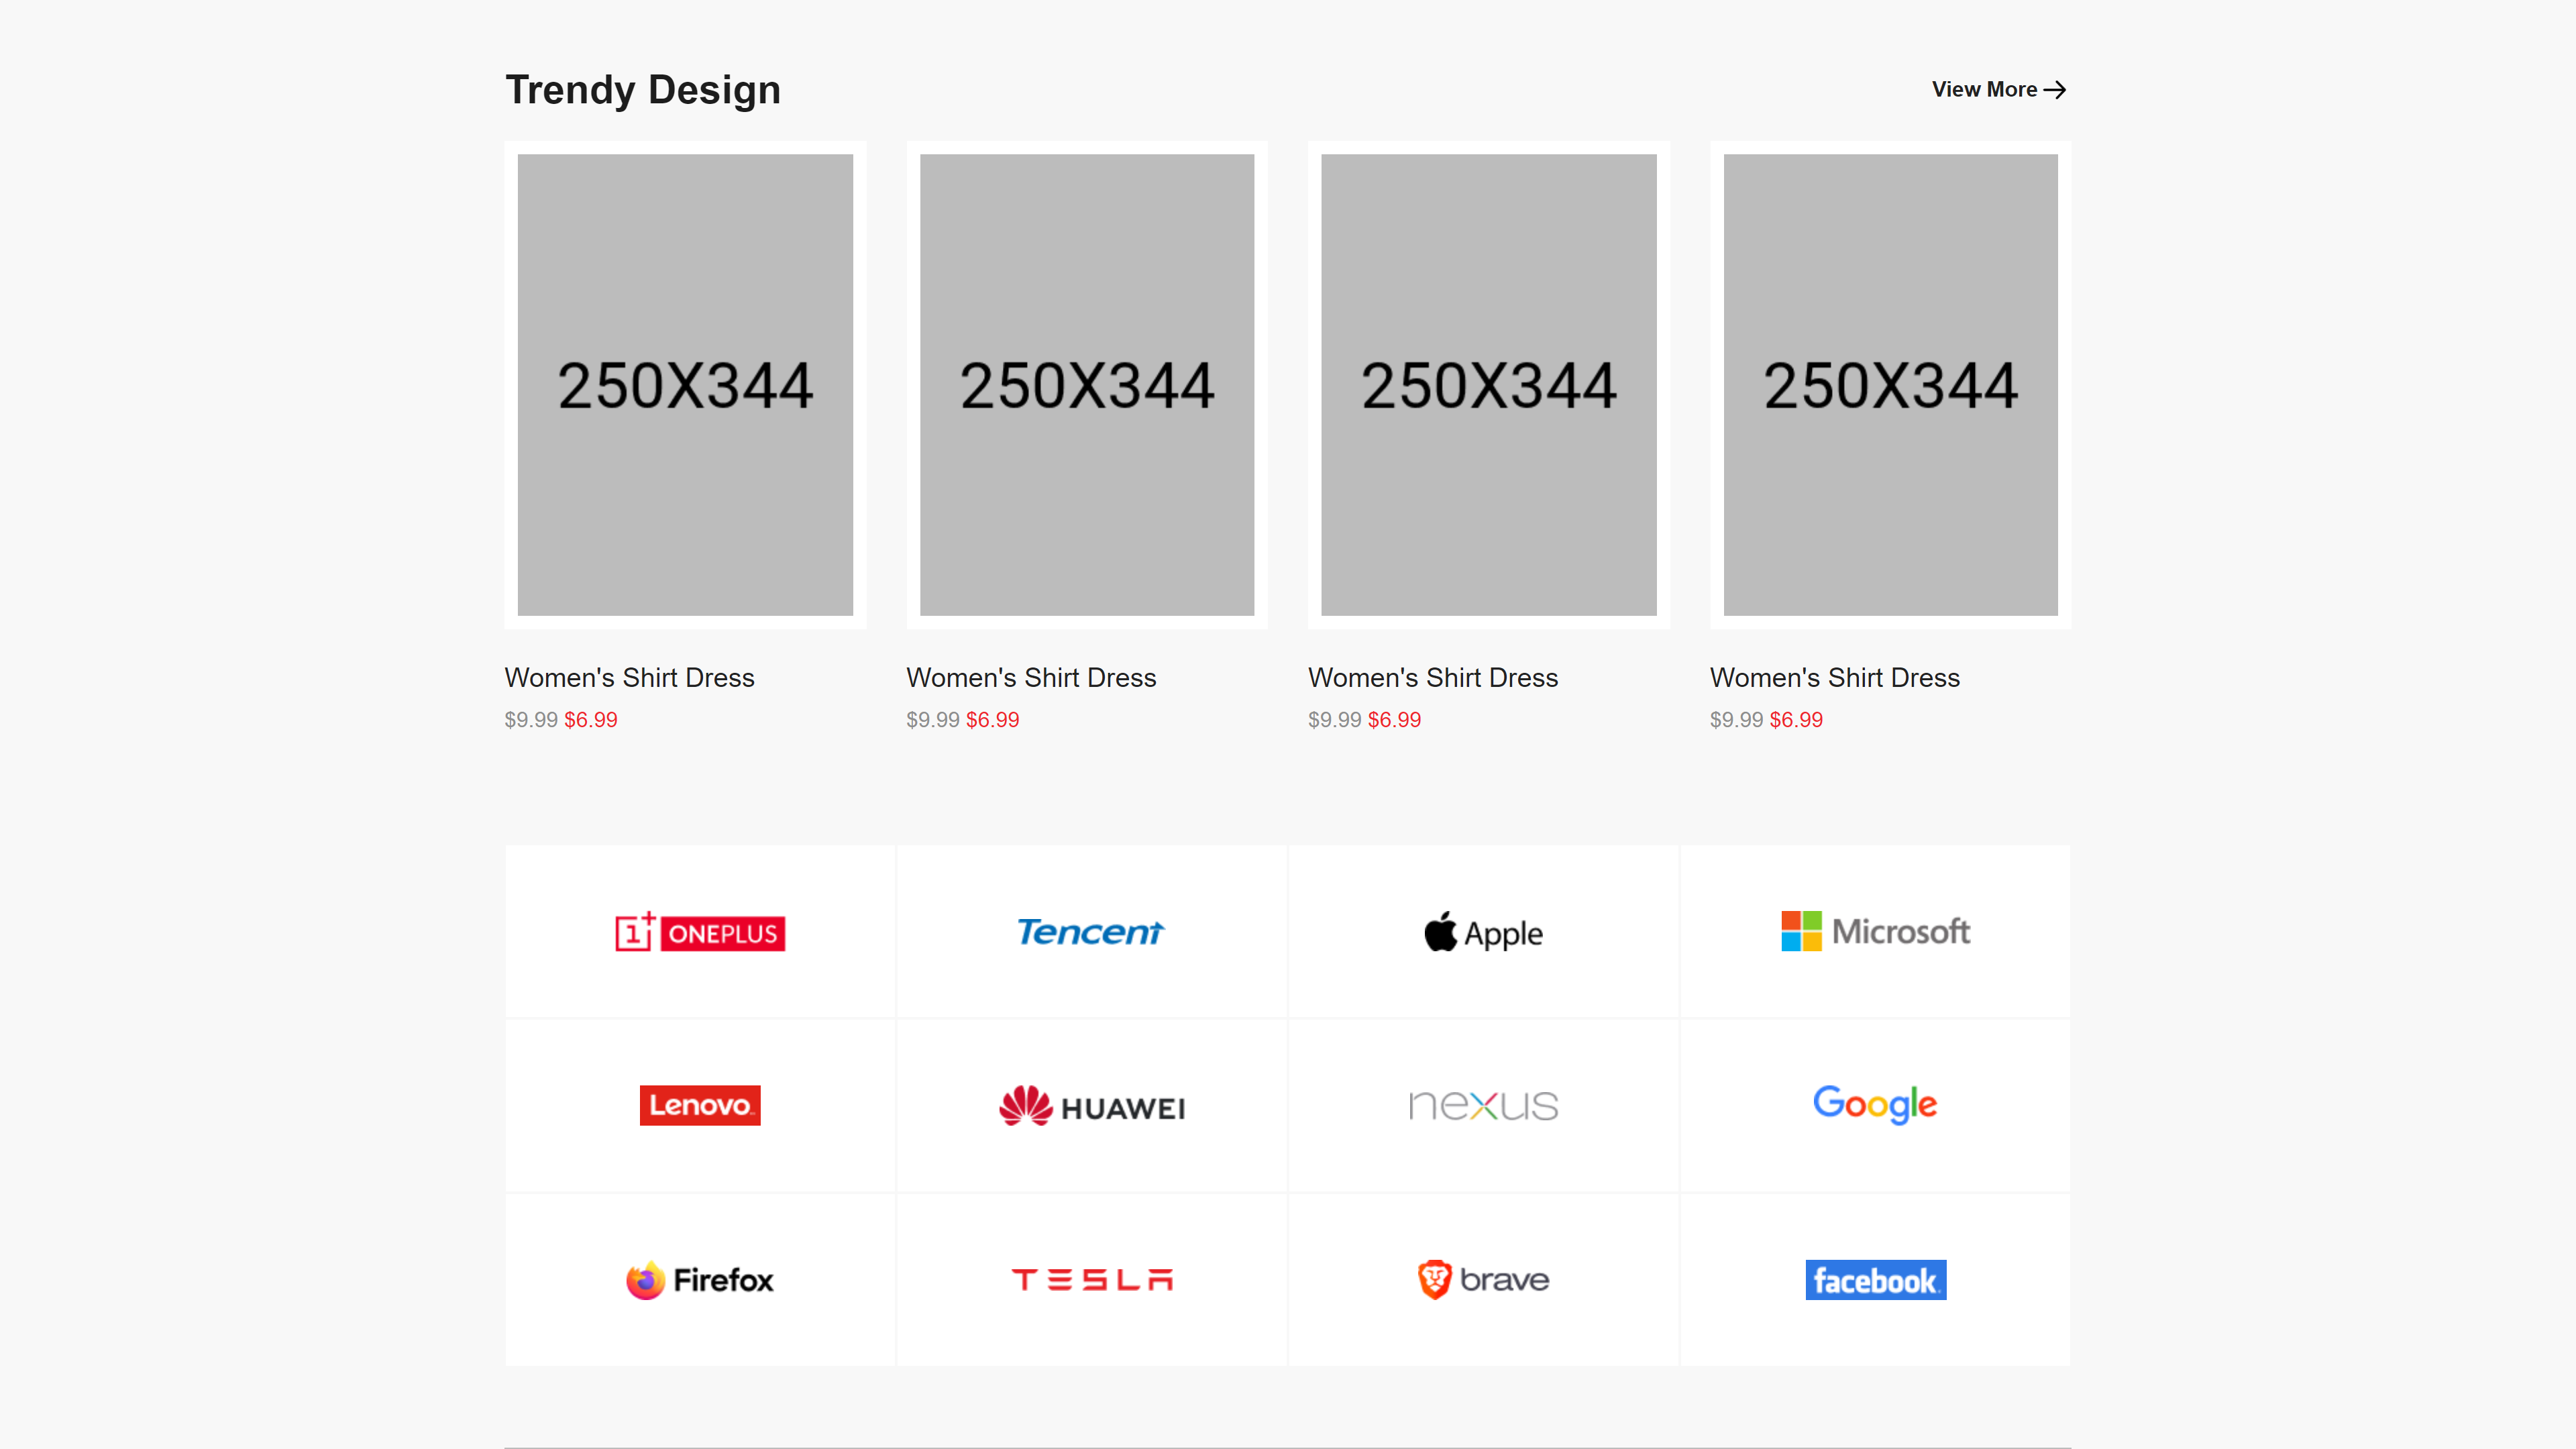 Trendy Design
View More
250X344
250X344
250X344
250X344
Women's Shirt Dress
Women's Shirt Dress
Women's Shirt Dress
Women's Shirt Dress
$9.99 $6.99
$9.99 $6.99
$9.99 $6.99
$9.99 $6.99
1+ ONEPLUS
Tencent
Apple
Microsoft
Lenovo
HUAWEI
nexus
Google
Firefox
TESLA
brave
facebook